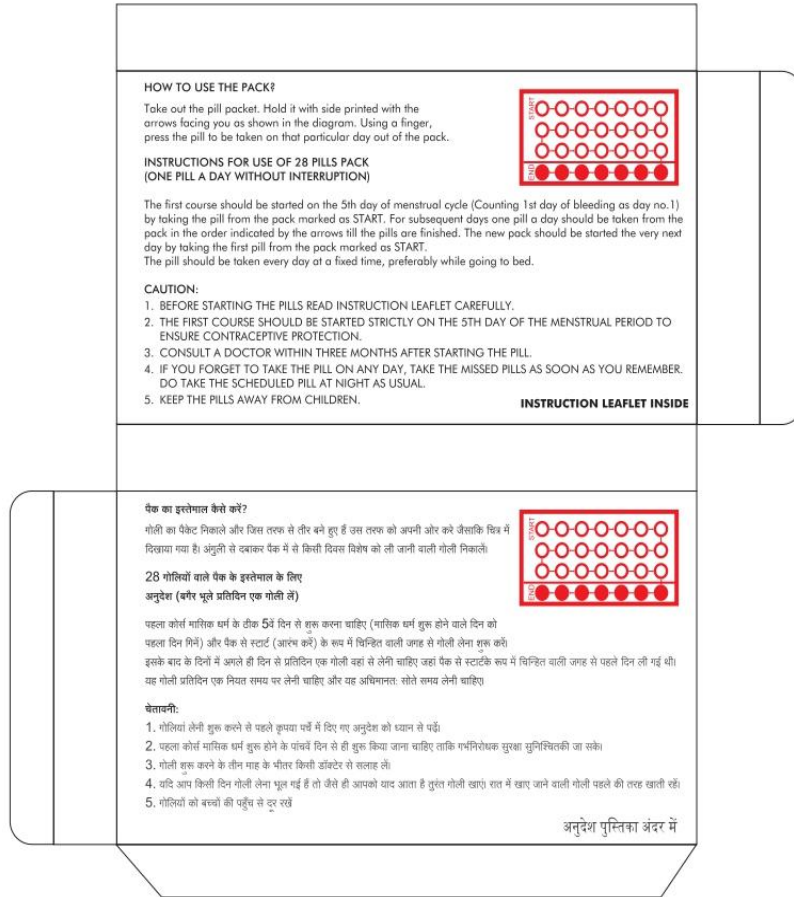 HOW TO USE THE PACK?
Take out the pill packet. Hold it with side printed with the
arrows facing you as shown in the diagram. Using a finger,
press the pill to be taken on that particular day out of the pack.
START
END
INSTRUCTIONS FOR USE OF 28 PILLS PACK
(ONE PILL A DAY WITHOUT INTERRUPTION)
The first course should be started on the 5th day of menstrual cycle (Counting 1st day of bleeding as day no.1)
by taking the pill from the pack marked as START. For subsequent days one pill a day should be taken from the
pack in the order indicated by the arrows till the pills are finished. The new pack should be started the very next
day by taking the first pill from the pack marked as START.
The pill should be taken every day at a fixed time, preferably while going to bed.
CAUTION:
1. BEFORE STARTING THE PILLS READ INSTRUCTION LEAFLET CAREFULLY.
2. THE FIRST COURSE SHOULD BE STARTED STRICTLY ON THE 5TH DAY OF THE MENSTRUAL PERIOD TO
ENSURE CONTRACEPTIVE PROTECTION.
3. CONSULT A DOCTOR WITHIN THREE MONTHS AFTER STARTING THE PILL.
4. IF YOU FORGET TO TAKE THE PILL ON ANY DAY, TAKE THE MISSED PILLS AS SOON AS YOU REMEMBER.
DO TAKE THE SCHEDULED PILL AT NIGHT AS USUAL.
5. KEEP THE PILLS AWAY FROM CHILDREN.
INSTRUCTION LEAFLET INSIDE
पैक का इस्तेमाल कैसे करें?
गोली का पैकेट निकाले और जिस तरफ से तीर बने हुए हैं उस तरफ को अपनी ओर करे जैसाकि चित्र में
दिखाया गया है। अंगुली से दबाकर पैक में से किसी दिवस विशेष को ली जानी वाली गोली निकालें।
START
END
28 गोलियों वाले पैक के इस्तेमाल के लिए
अनुदेश (बगैर भूले प्रतिदिन एक गोली लें)
पहला कोर्स मासिक धर्म के ठीक 5वें दिन से शुरू करना चाहिए (मासिक धर्म शुरू होने वाले दिन को
पहला दिन गिनें) और पैक से स्टार्ट (आरंभ करें) के रूप में चिन्हित वाली जगह से गोली लेना शुरू करें।
इसके बाद के दिनों में अगले ही दिन से प्रतिदिन एक गोली वहां से लेनी चाहिए जहां पैक से स्टार्टके रूप में चिन्हित वाली जगह से पहले दिन ली गई थी।
यह गोली प्रतिदिन एक नियत समय पर लेनी चाहिए और यह अधिमानत: सोते समय लेनी चाहिए।
चेतावनी:
1. गोलियां लेनी शुरू करने से पहले कृपया पर्चे में दिए गए अनुदेश को ध्यान से पढ़ें।
2. पहला कोर्स मासिक धर्म शुरू होने के पांचवें दिन से ही शुरू किया जाना चाहिए ताकि गर्भनिरोधक सुरक्षा सुनिश्चितकी जा सके।
3. गोली शुरू करने के तीन माह के भीतर किसी डॉक्टर से सलाह लें।
4. यदि आप किसी दिन गोली लेना भूल गई हैं तो जैसे ही आपको याद आता है तुरंत गोली खाएं। रात में खाए जाने वाली गोली पहले की तरह खाती रहें।
5. गोलियों को बच्चों की पहुँच से दूर रखें
अनुदेश पुस्तिका अंदर में